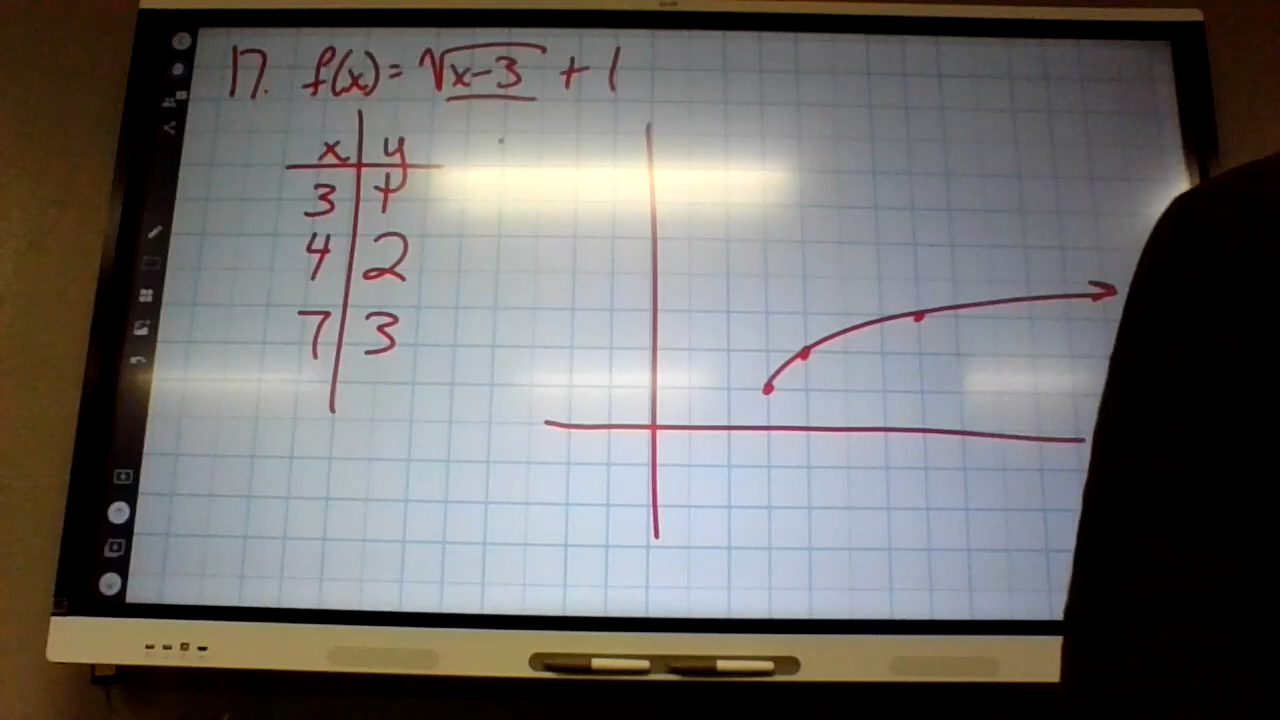 17. f(x) = √x-3 + 1
x y
3 1
4 2
7 3